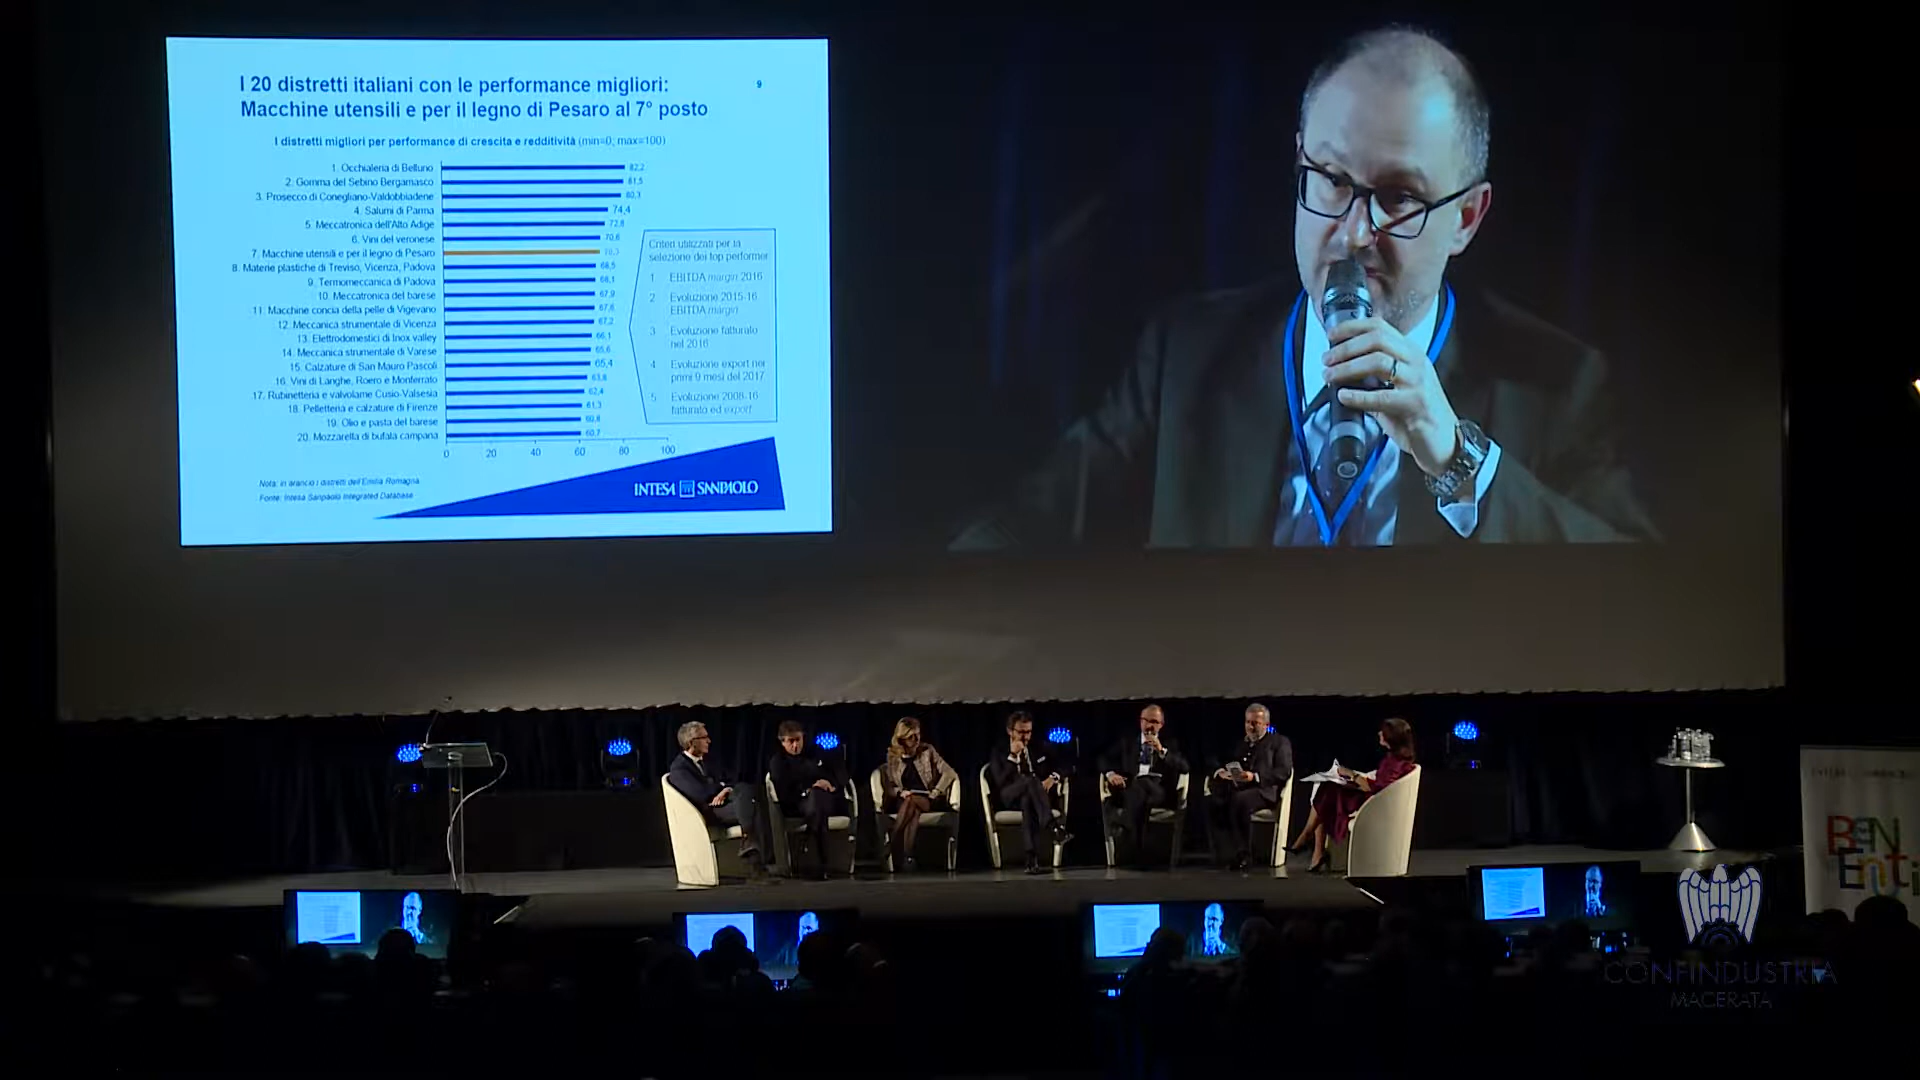 I 20 distretti italiani con le performance migliori:
Macchine utensili e per il legno di Pesaro al 7° posto
9
I distretti migliori per performance di crescita e redditività (min=0; max=100)
1. Occhialeria di Belluno 82,2
2. Gomma del Sebino Bergamasco 81,5
3. Prosecco di Conegliano-Valdobbiadene 80,3
4. Salumi di Parma 74,4
5. Meccatronica dell'Alto Adige 72,8
6. Vini del veronese 70,6
7. Macchine utensili e per il legno di Pesaro
8. Materie plastiche di Treviso, Vicenza, Padova 68,5
9. Termomeccanica di Padova 68,1
10. Meccatronica del barese 67,9
11. Macchine concia della pelle di Vigevano 67,8
12. Meccanica strumentale di Vicenza 67,2
13. Elettrodomestici di Inox valley 66,1
14. Meccanica strumentale di Varese 65,6
15. Calzature di San Mauro Pascoli 65,4
16. Vini di Langhe, Roero e Monferrato 63,8
17. Rubinetteria e valvolame Cusio-Valsesia 62,4
18. Pelletteria e calzature di Firenze 61,3
19. Olio e pasta del barese 60,8
20. Mozzarella di bufala campana 60,7
0 20 40 60 80 100
Criteri utilizzati per la
selezione dei top performer
1 EBITDA margin 2016
2 Evoluzione 2015-16
EBITDA margin
3 Evoluzione fatturato
nel 2016
4 Evoluzione export nei
primi 9 mesi del 2017
5 Evoluzione 2008-16
fatturato ed export
Nota: in arancio i distretti dell'Emilia Romagna
Fonte: Intesa Sanpaolo Integrated Database
INTESA SANPAOLO
BEN
Enti
CONFINDUSTRIA
MACERATA